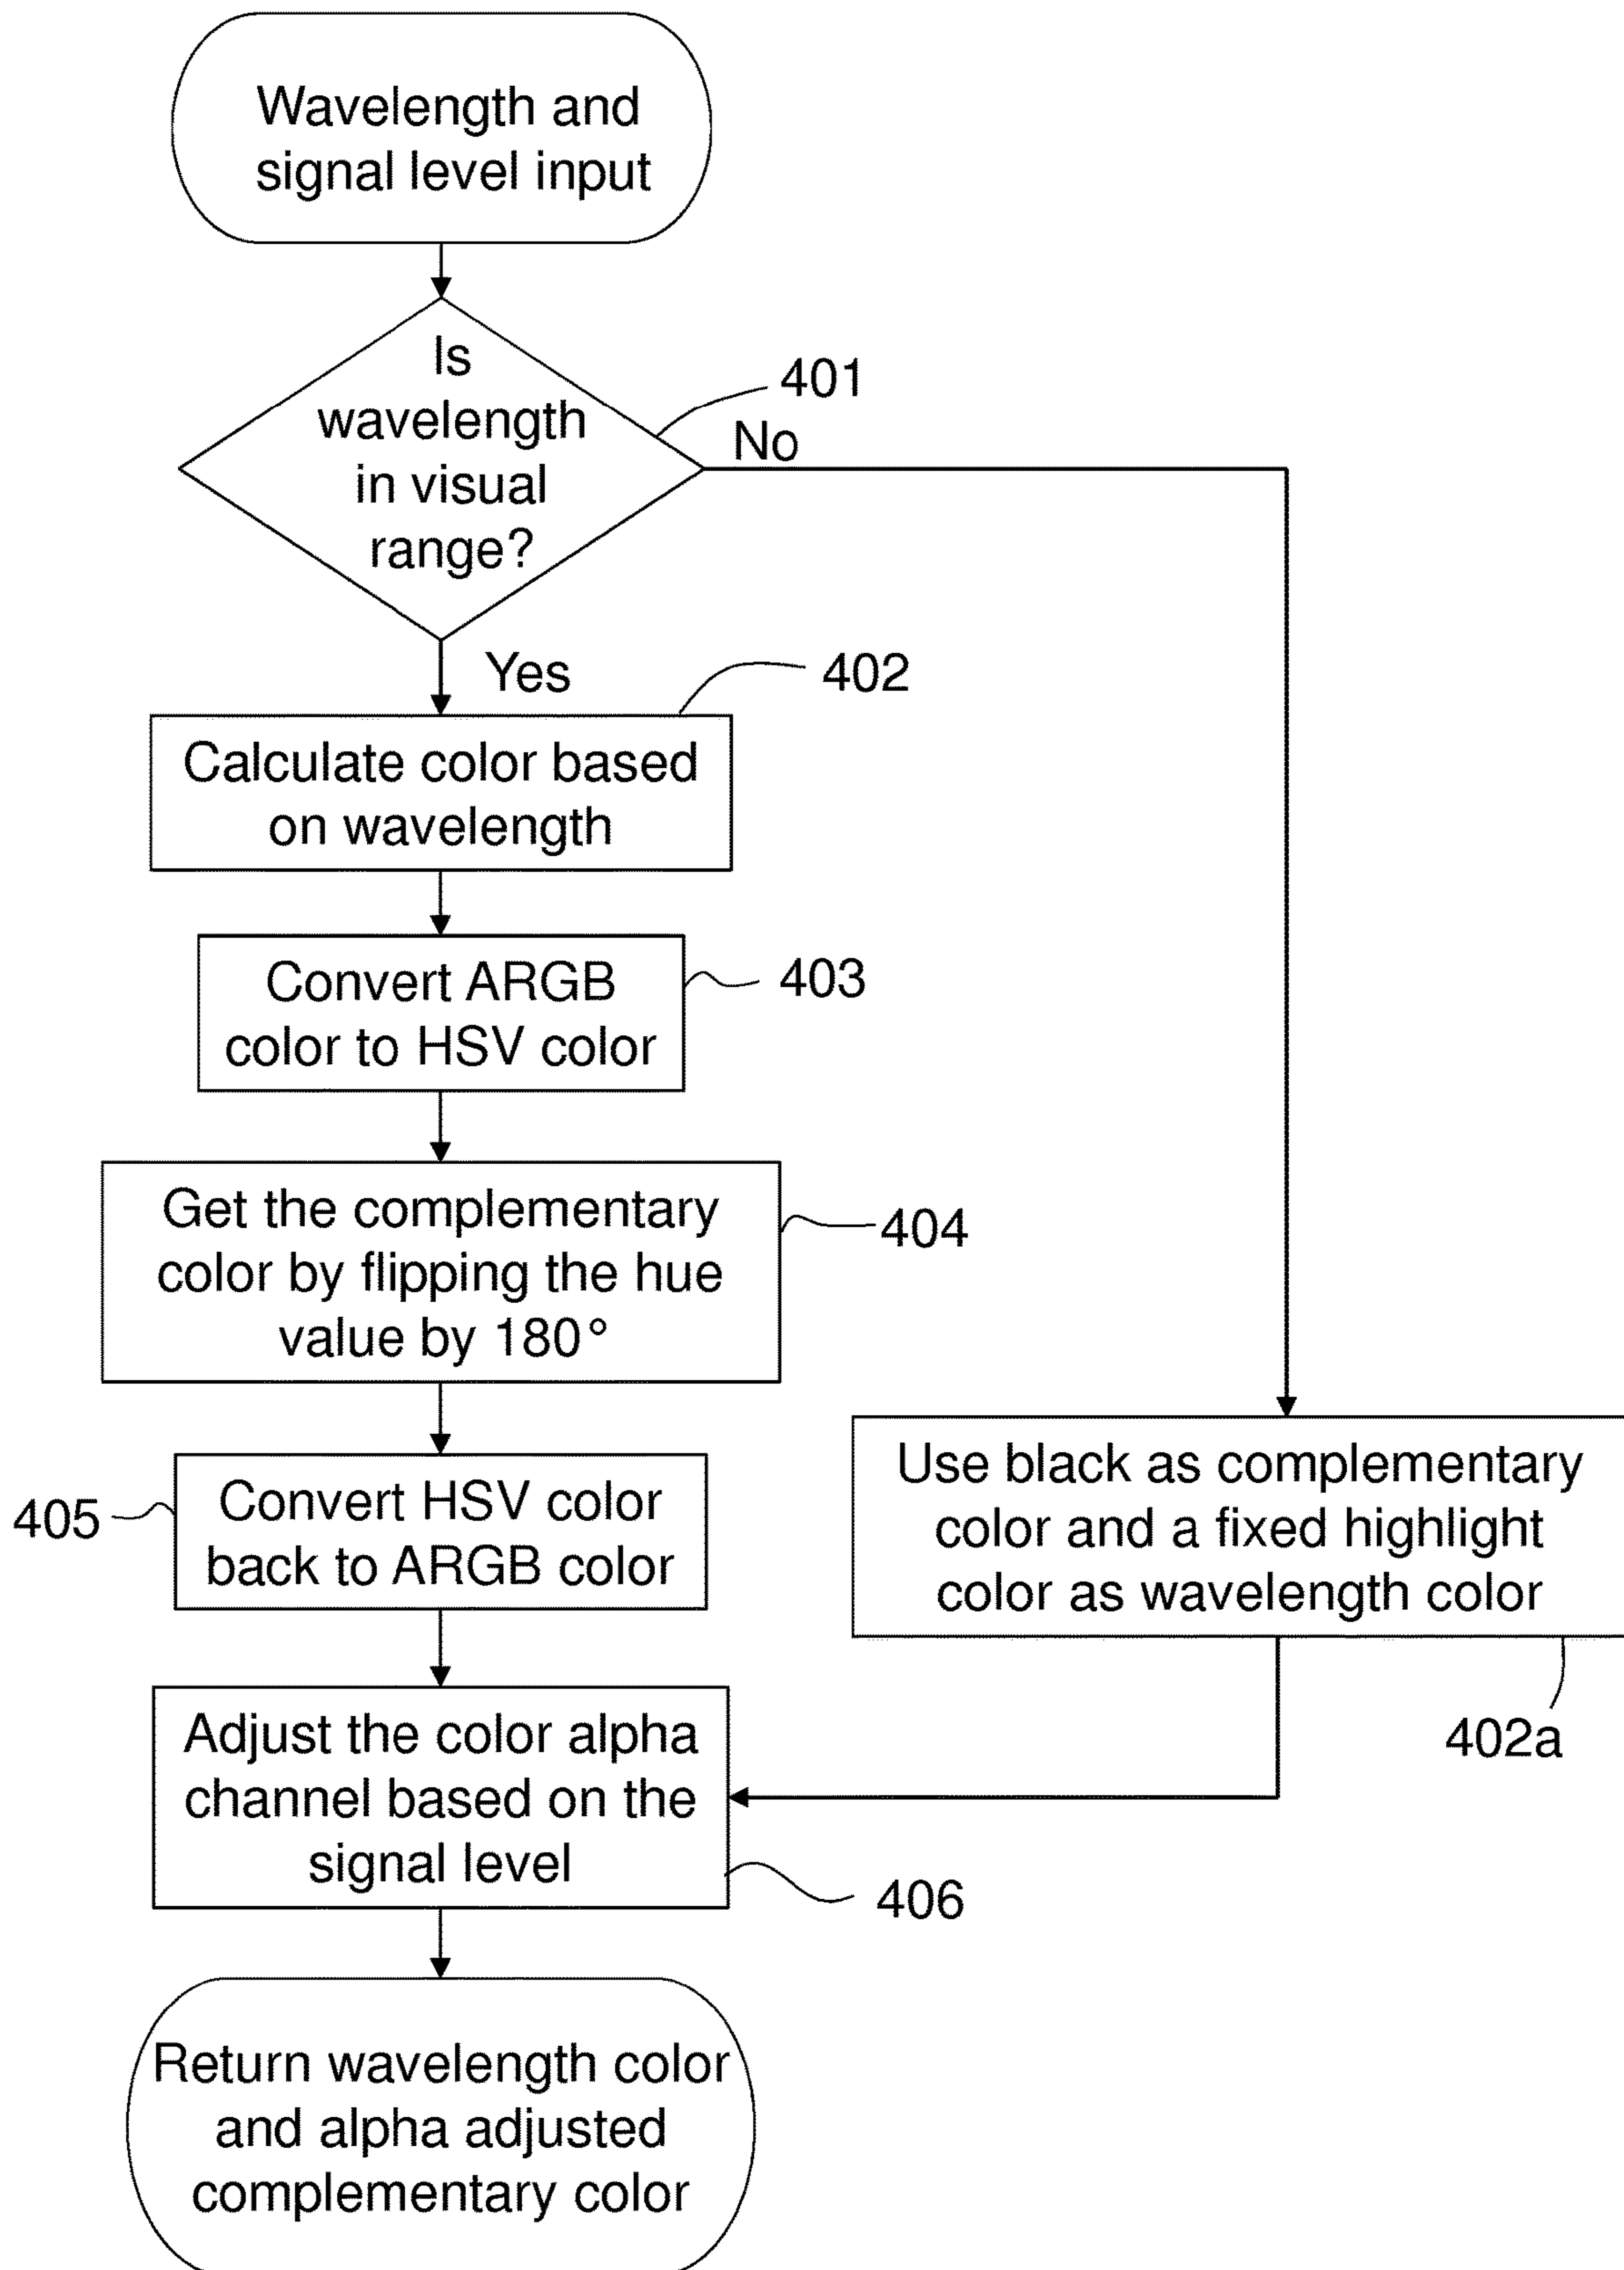 Wavelength and
signal level input
Is
wavelength
in visual
range?
401
No
Yes
402
Calculate color based
on wavelength
Convert ARGB
color to HSV color
403
Get the complementary
color by flipping the hue
value by 180°
404
405
Convert HSV color
back to ARGB color
Use black as complementary
color and a fixed highlight
color as wavelength color
402a
Adjust the color alpha
channel based on the
signal level
406
Return wavelength color
and alpha adjusted
complementary color